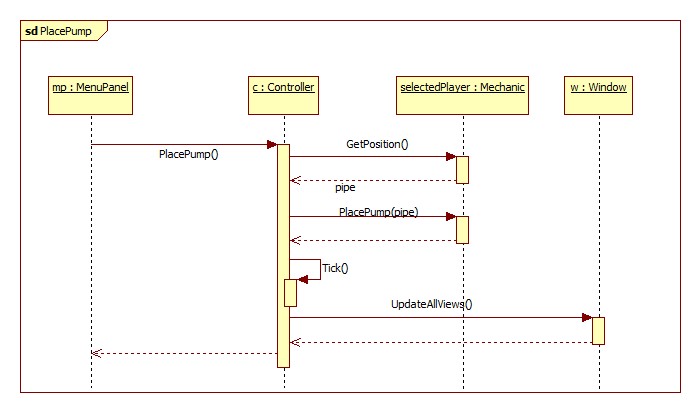 sd PlacePump
mp : MenuPanel
c : Controller
selectedPlayer : Mechanic
w : Window
PlacePump()
GetPosition()
pipe
PlacePump(pipe)
Tick()
UpdateAllViews()